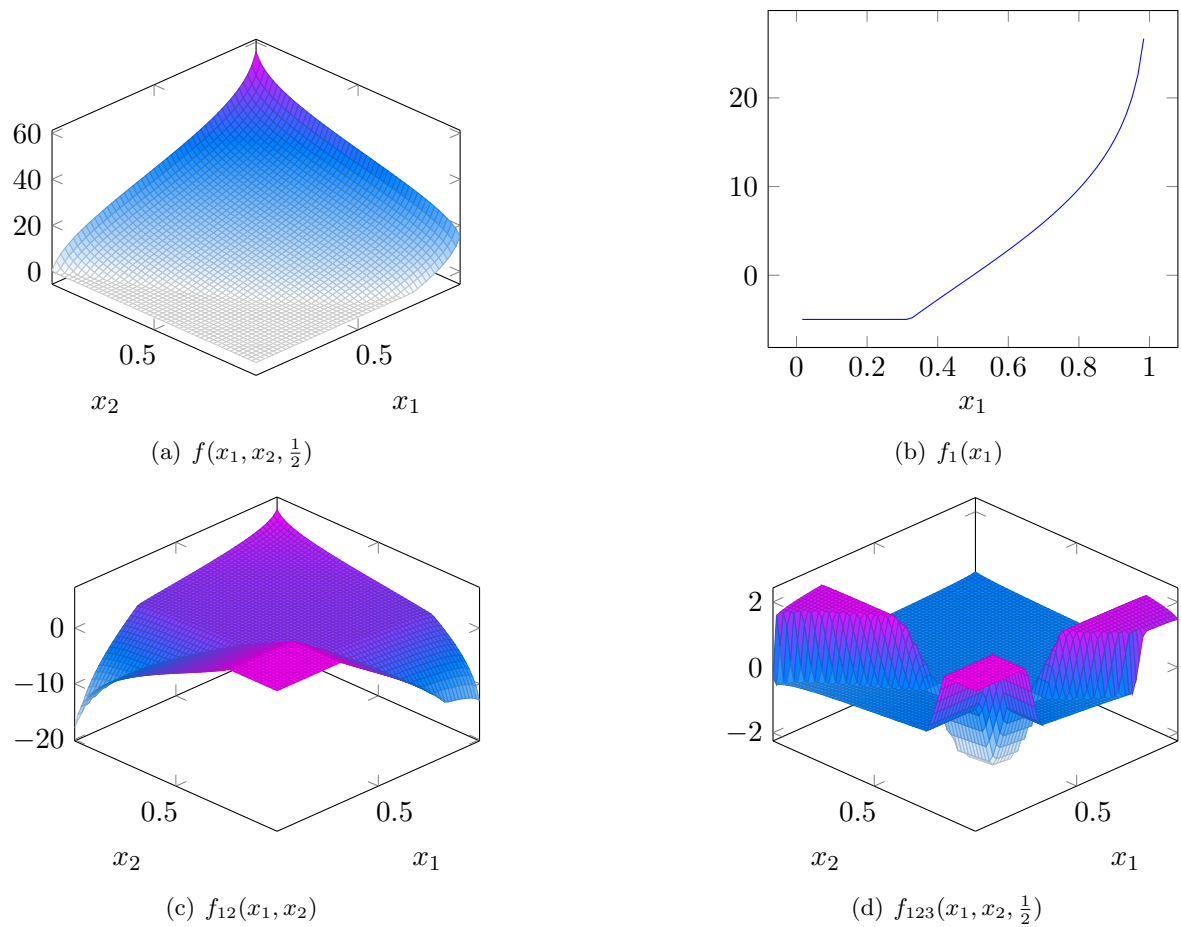 60
40
20
0
0.5
0.5
x₂
x₁
(a) f(x₁, x₂, 1/2)
20
10
0
0 0.2 0.4 0.6 0.8 1
x₁
(b) f₁(x₁)
0
−10
−20
0.5
0.5
x₂
x₁
(c) f₁₂(x₁, x₂)
2
0
−2
0.5
0.5
x₂
x₁
(d) f₁₂₃(x₁, x₂, 1/2)